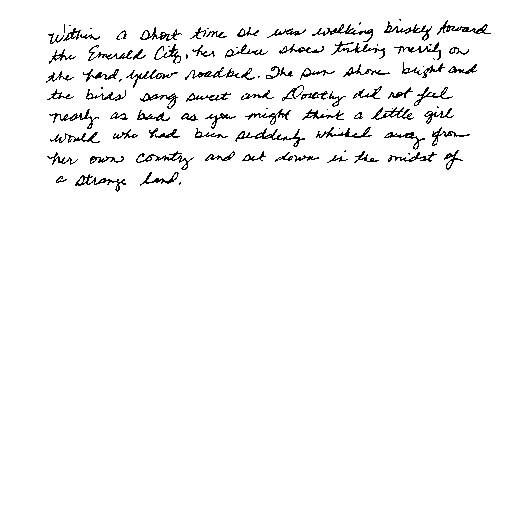 Within a short time she was walking briskly toward
the Emerald City, her silver shoes tinkling merrily on
the hard, yellow roadbed. The sun shone bright and
the birds sang sweet and Dorothy did not feel
nearly as bad as you might think a little girl
would who had been suddenly whisked away from
her own country and set down in the midst of
a strange land.